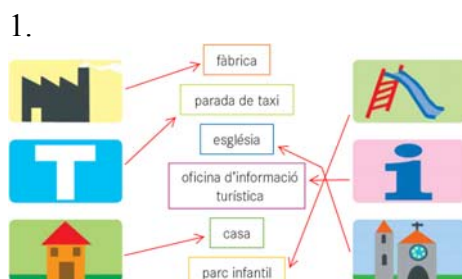 1.
fàbrica
parada de taxi
església
oficina d'informació
turística
casa
parc infantil
T
i